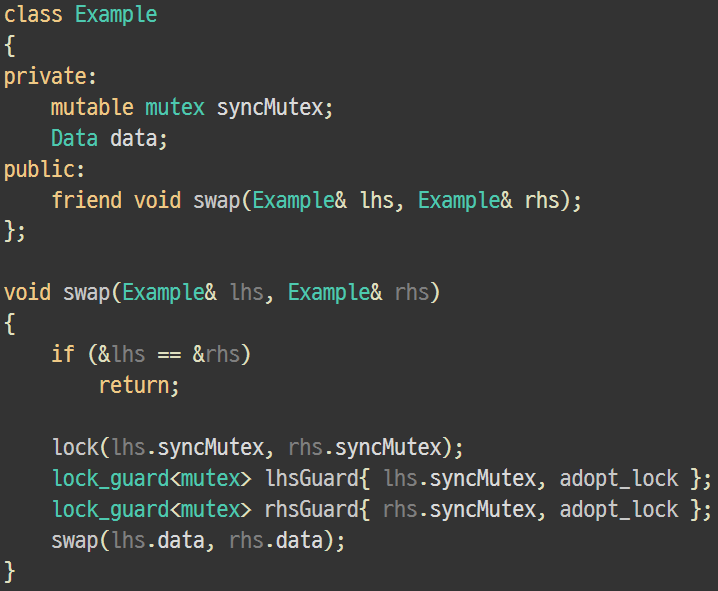 class Example
{
private:
    mutable mutex syncMutex;
    Data data;
public:
    friend void swap(Example& lhs, Example& rhs);
};

void swap(Example& lhs, Example& rhs)
{
    if (&lhs == &rhs)
        return;

    lock(lhs.syncMutex, rhs.syncMutex);
    lock_guard<mutex> lhsGuard{ lhs.syncMutex, adopt_lock };
    lock_guard<mutex> rhsGuard{ rhs.syncMutex, adopt_lock };
    swap(lhs.data, rhs.data);
}